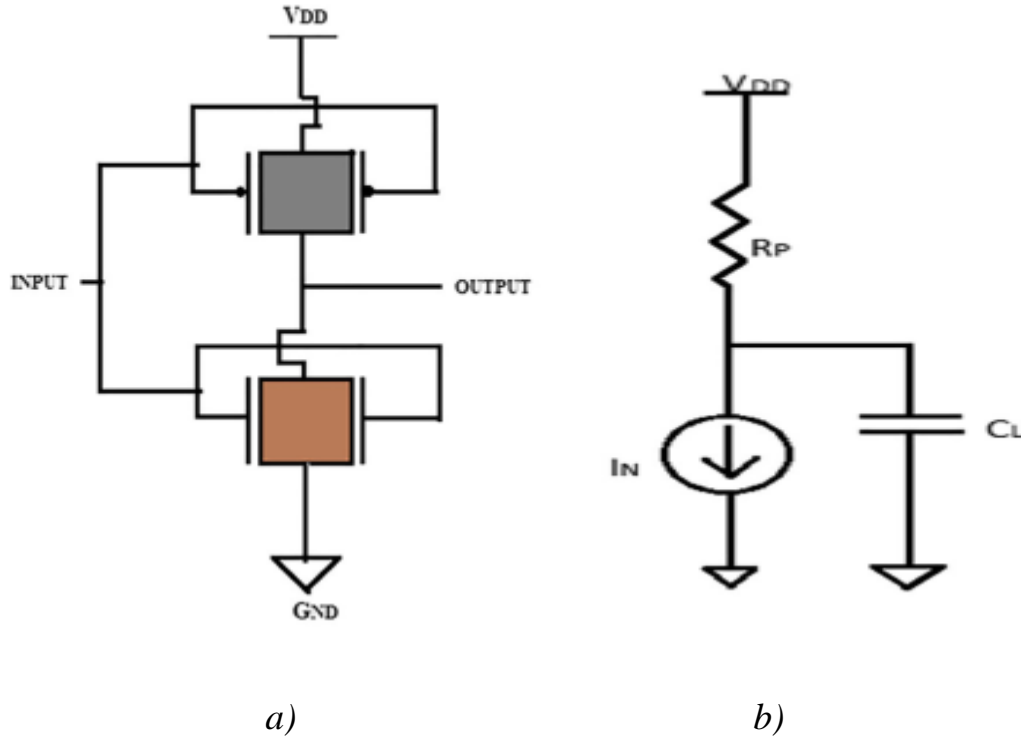 VDD
INPUT
OUTPUT
GND
VDD
RP
IN
CL
a)
b)